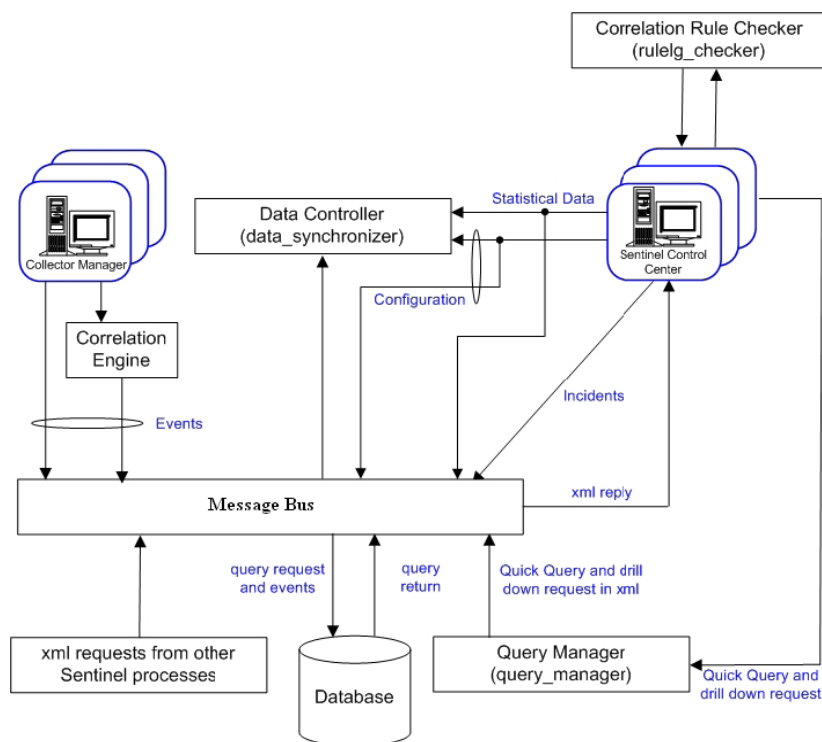 Correlation Rule Checker
(rulelg_checker)
Statistical Data
Data Controller
(data_synchronizer)
Collector Manager
Sentinel Control
Center
Configuration
Correlation
Engine
Incidents
Events
Message Bus
xml reply
query request
and events
query
return
Quick Query and drill
down request in xml
xml requests from other
Sentinel processes
Database
Query Manager
(query_manager)
Quick Query and
drill down request